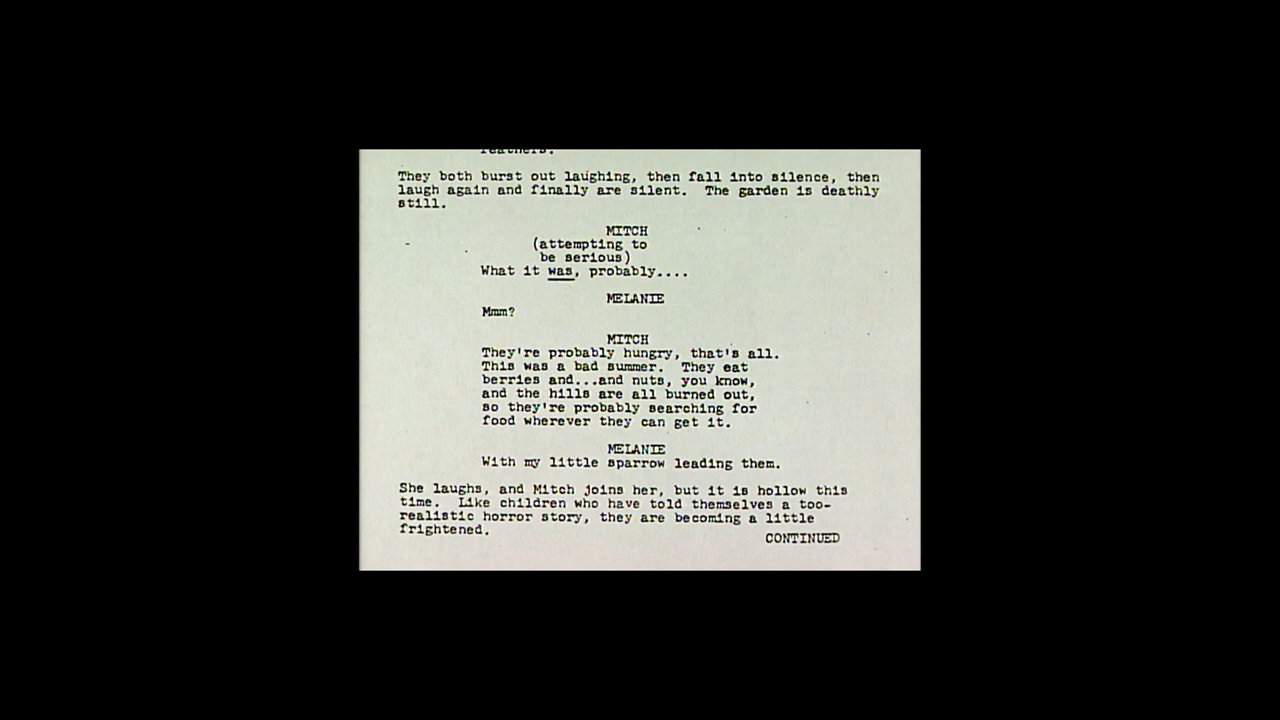 feathers.
They both burst out laughing, then fall into silence, then
laugh again and finally are silent. The garden is deathly
still.
MITCH
(attempting to
be serious)
What it was, probably....
MELANIE
Mmm?
MITCH
They're probably hungry, that's all.
This was a bad summer. They eat
berries and...and nuts, you know,
and the hills are all burned out,
so they're probably searching for
food wherever they can get it.
MELANIE
With my little sparrow leading them.
She laughs, and Mitch joins her, but it is hollow this
time. Like children who have told themselves a too-
realistic horror story, they are becoming a little
frightened.
CONTINUED